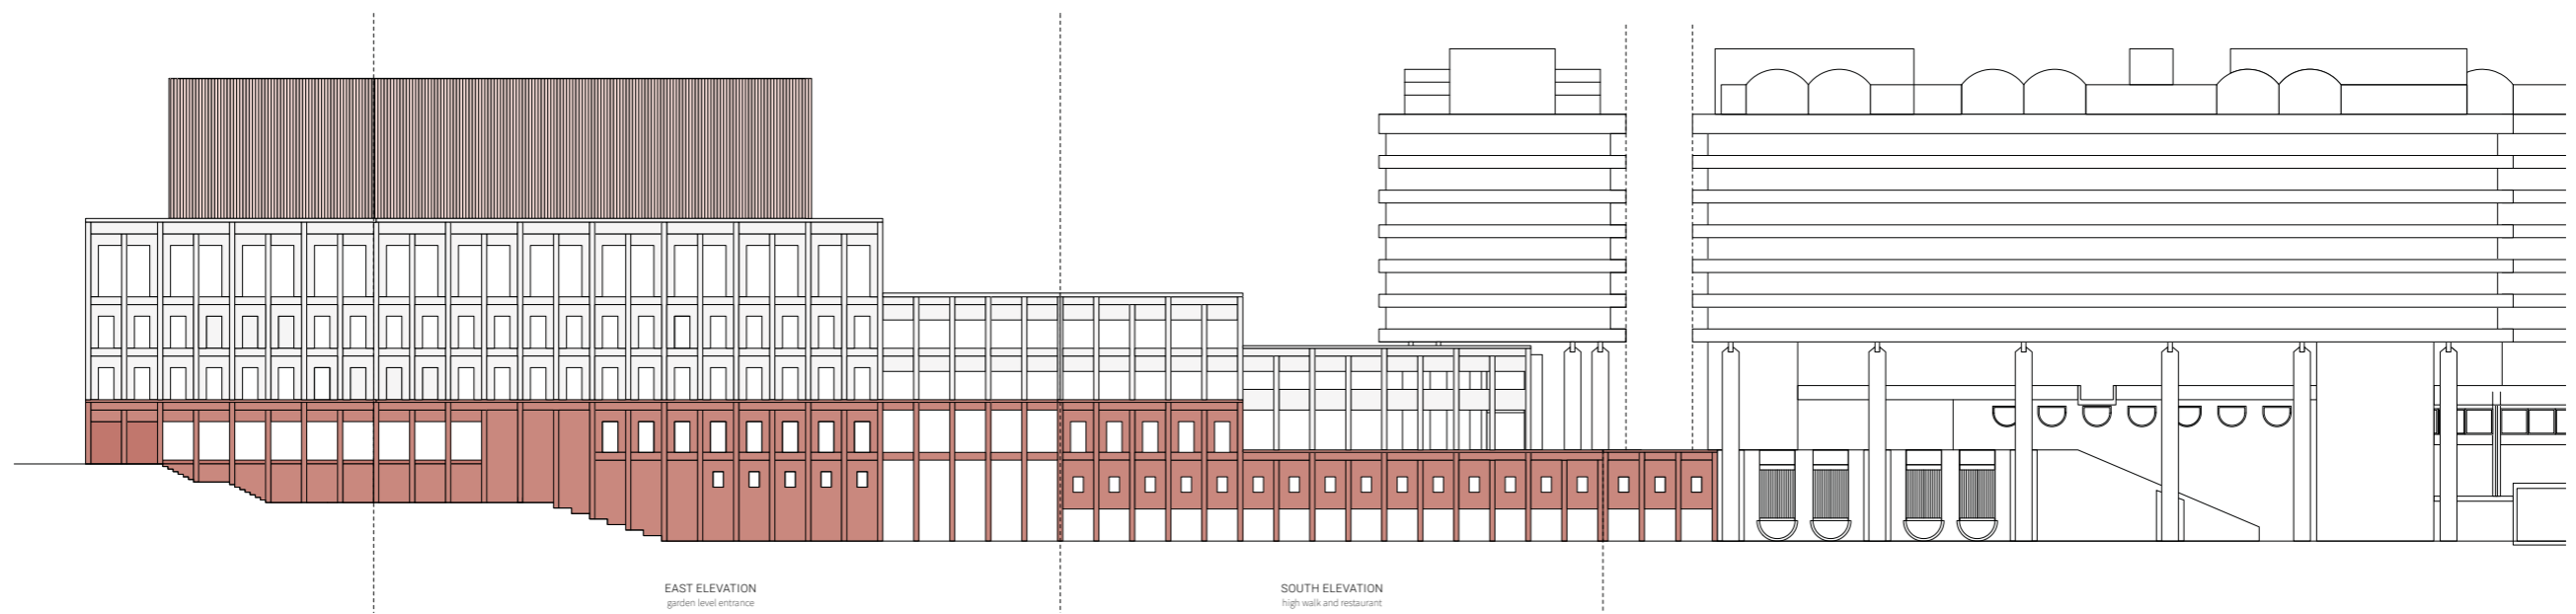 EAST ELEVATION
garden level entrance
SOUTH ELEVATION
high walk and restaurant